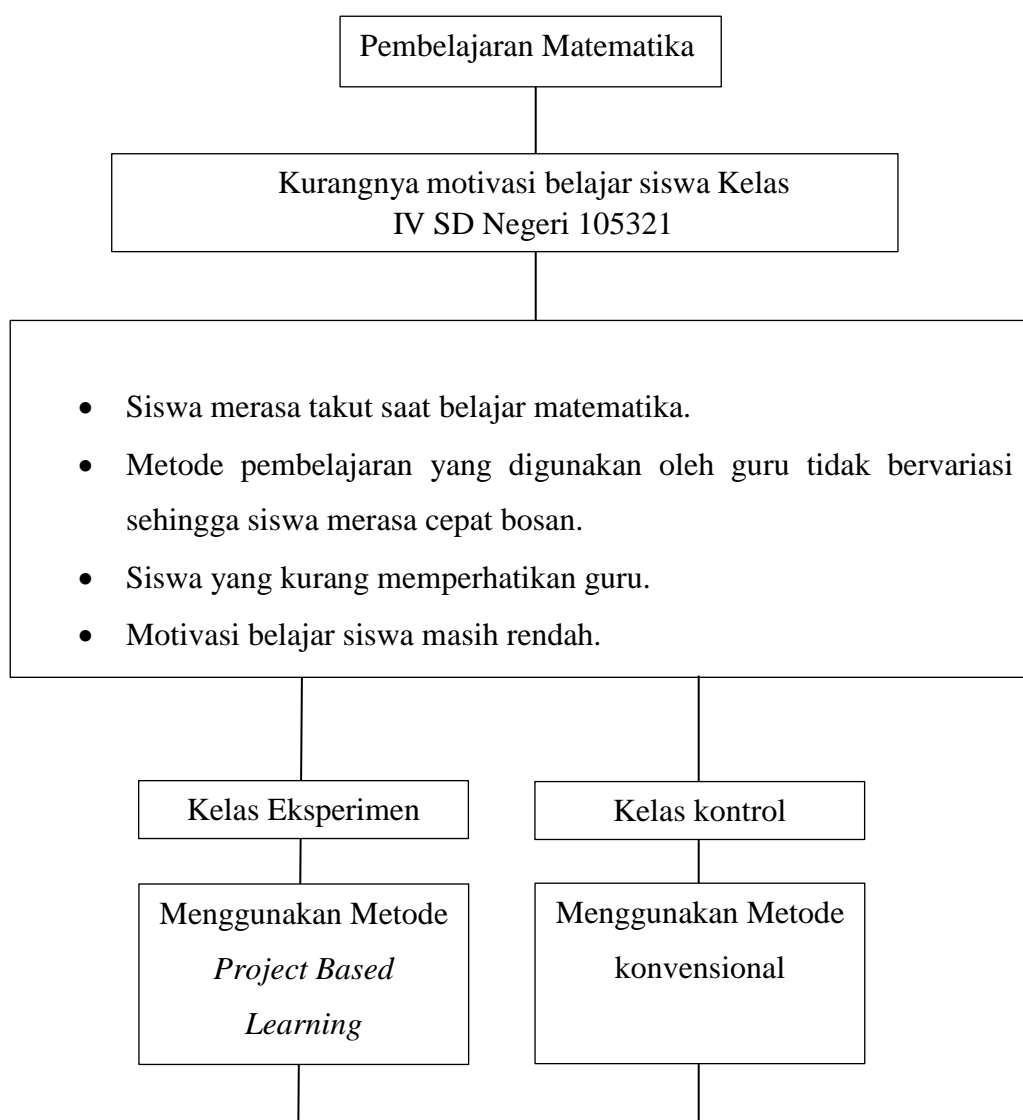 Pembelajaran Matematika
Kurangnya motivasi belajar siswa Kelas
IV SD Negeri 105321
• Siswa merasa takut saat belajar matematika.
• Metode pembelajaran yang digunakan oleh guru tidak bervariasi
sehingga siswa merasa cepat bosan.
• Siswa yang kurang memperhatikan guru.
• Motivasi belajar siswa masih rendah.
Kelas Eksperimen
Kelas kontrol
Menggunakan Metode
Project Based
Learning
Menggunakan Metode
konvensional